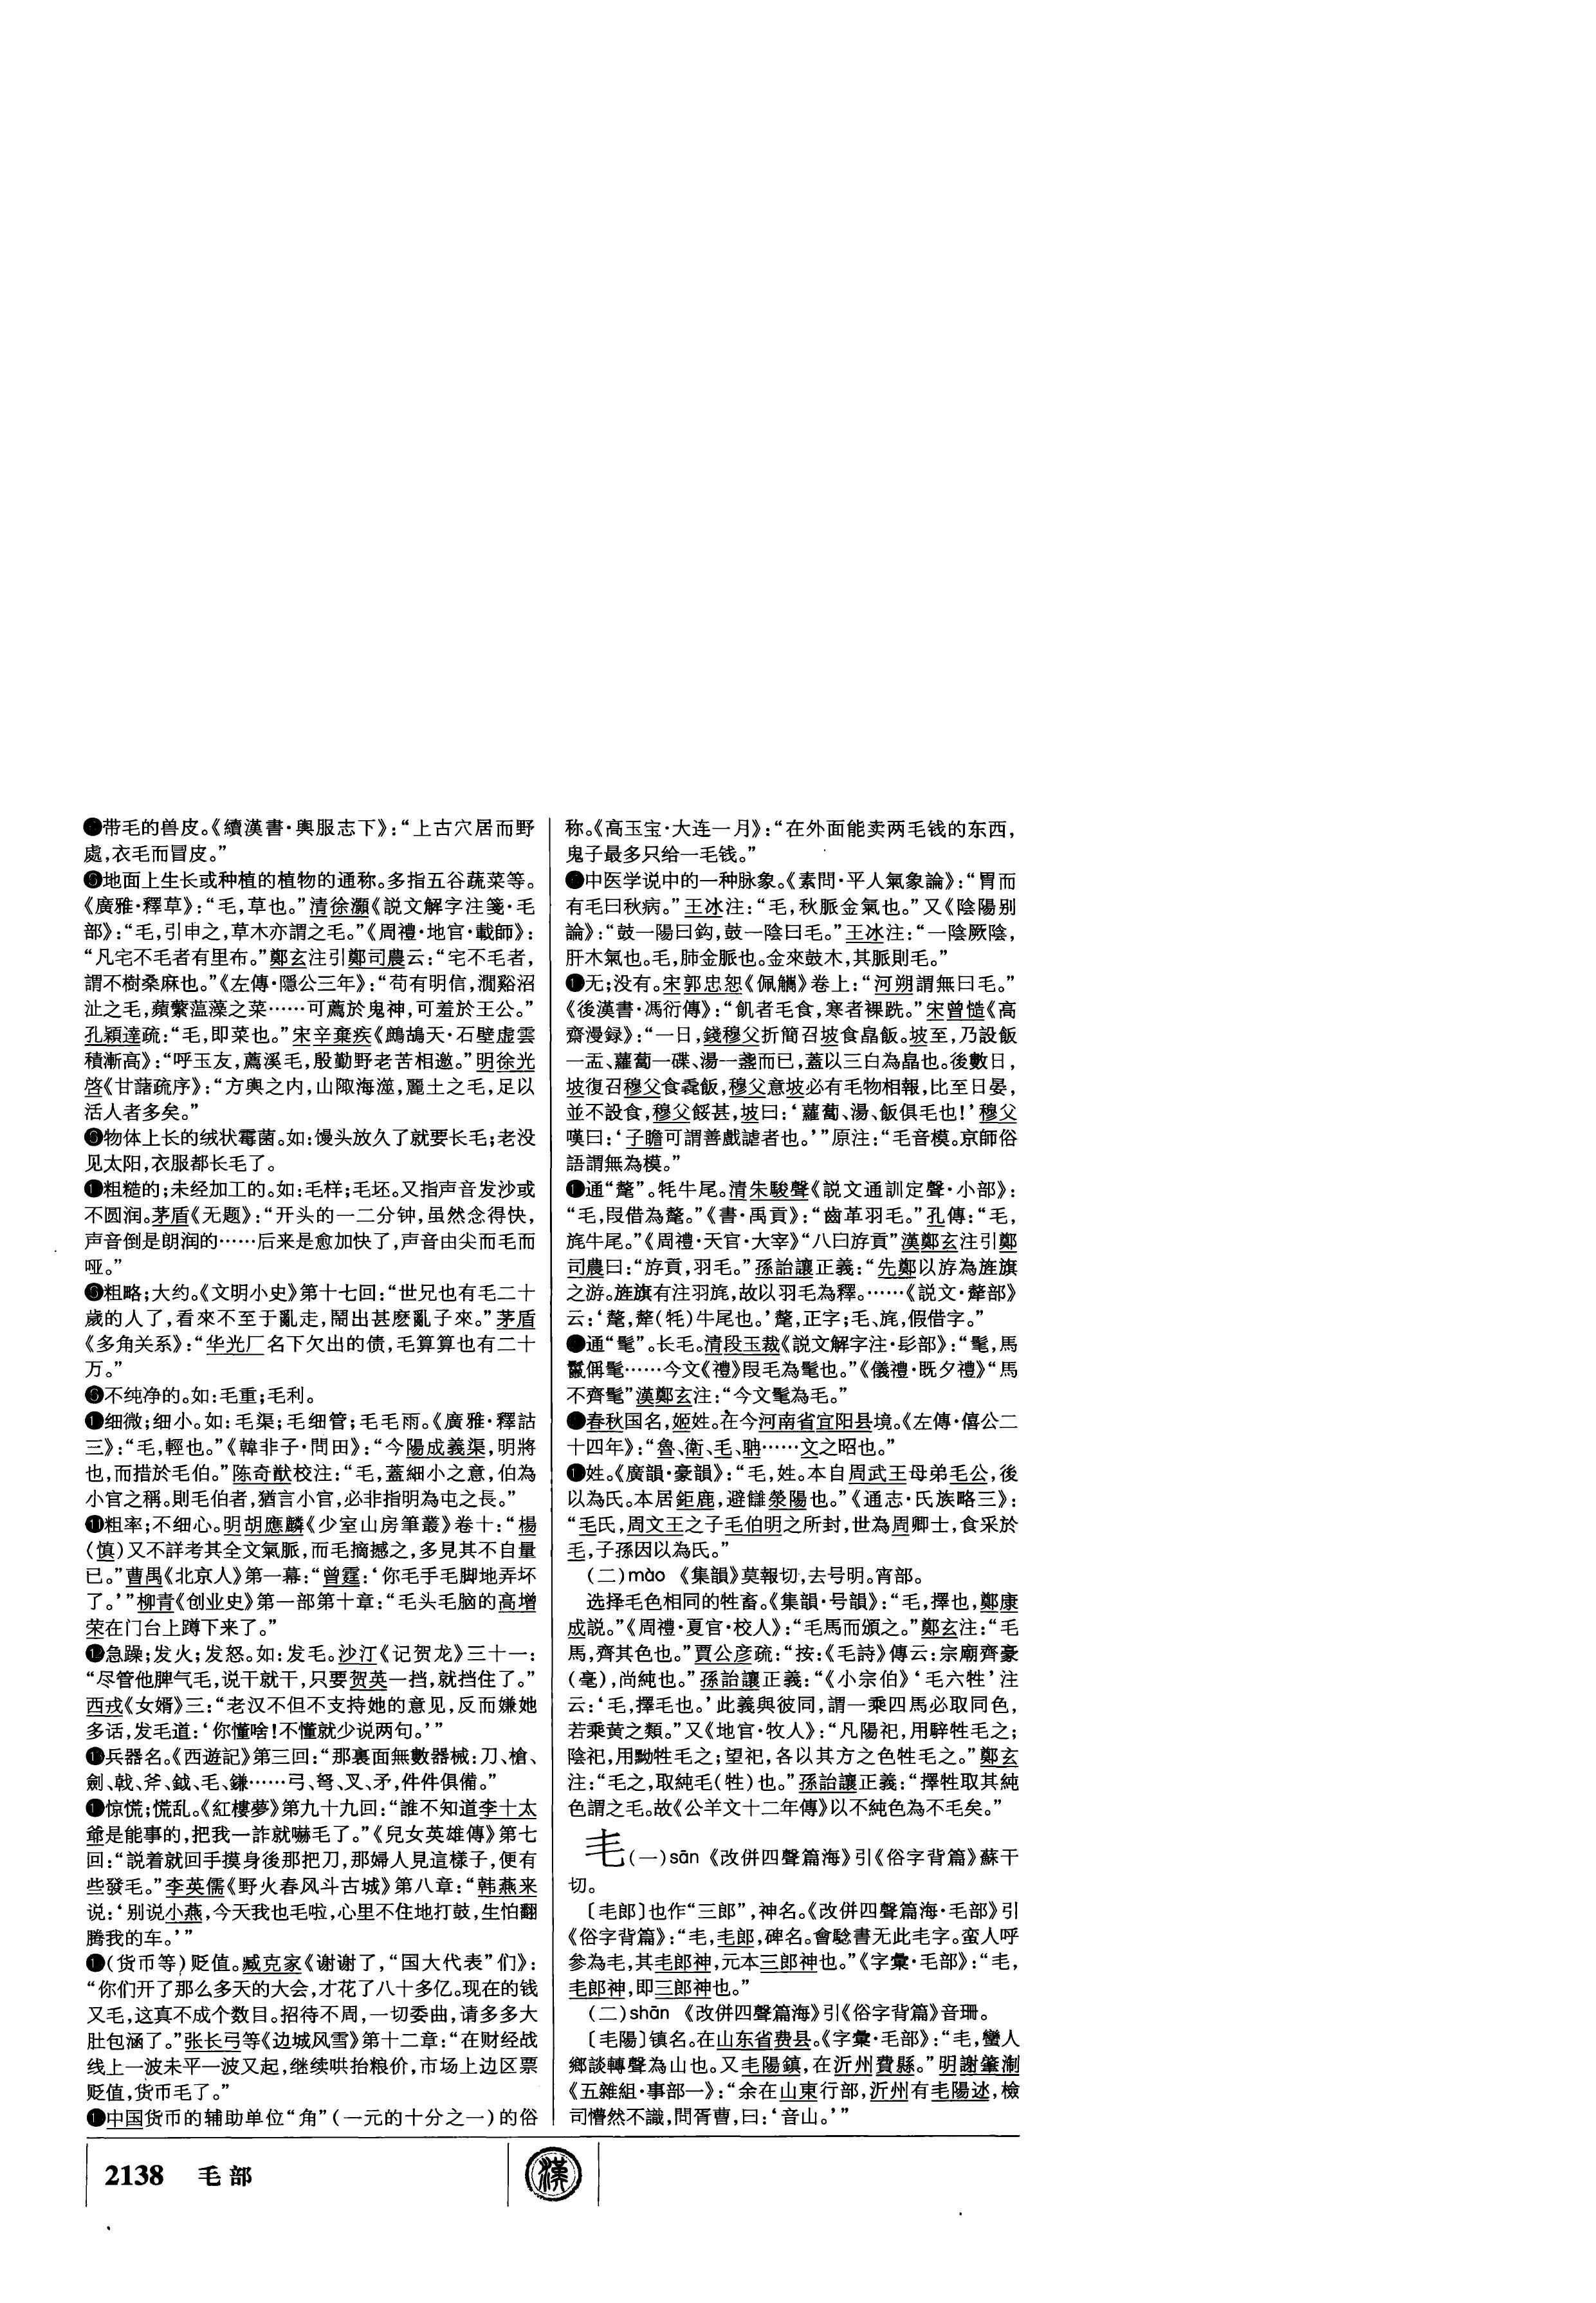 带毛的兽皮。《續漢書·輿服志下》：“上古穴居而野
處，衣毛而冒皮。”
地面上生长或种植的植物的通称。多指五谷蔬菜等。
《廣雅·釋草》：“毛，草也。”清徐灝《説文解字注箋·毛
部》：“毛，引申之，草木亦謂之毛。”《周禮·地官·載師》：
“凡宅不毛者有里布。”鄭玄注引鄭司農云：“宅不毛者，
謂不樹桑麻也。”《左傳·隱公三年》：“苟有明信，澗谿沼
沚之毛，蘋蘩薀藻之菜……可薦於鬼神，可羞於王公。”
孔穎達疏：“毛，即菜也。”宋辛棄疾《鷓鴣天·石壁虚雲
積漸高》：“呼玉友，薦溪毛，殷勤野老苦相邀。”明徐光
啓《甘藷疏序》：“方輿之内，山陬海澨，麗土之毛，足以
活人者多矣。”
物体上长的绒状霉菌。如：馒头放久了就要长毛；老没
见太阳，衣服都长毛了。
粗糙的；未经加工的。如：毛样；毛坯。又指声音发沙或
不圆润。茅盾《无题》：“开头的一二分钟，虽然念得快，
声音倒是朗润的……后来是愈加快了，声音由尖而毛而
哑。”
粗略；大约。《文明小史》第十七回：“世兄也有毛二十
歲的人了，看來不至于亂走，鬧出甚麽亂子來。”茅盾
《多角关系》：“华光厂名下欠出的债，毛算算也有二十
万。”
不纯净的。如：毛重；毛利。
细微；细小。如：毛渠；毛细管；毛毛雨。《廣雅·釋詁
三》：“毛，輕也。”《韓非子·問田》：“今陽成義渠，明將
也，而措於毛伯。”陈奇猷校注：“毛，蓋細小之意，伯為
小官之稱。則毛伯者，猶言小官，必非指明為屯之長。”
⑪粗率；不细心。明胡應麟《少室山房筆叢》卷十：“楊
（慎）又不詳考其全文氣脈，而毛摘撼之，多見其不自量
已。”曹禺《北京人》第一幕：“曾霆：‘你毛手毛脚地弄坏
了。’”柳青《创业史》第一部第十章：“毛头毛脑的高增
荣在门台上蹲下来了。”
⑫急躁；发火；发怒。如：发毛。沙汀《记贺龙》三十一：
“尽管他脾气毛，说干就干，只要贺英一挡，就挡住了。”
西戎《女婿》三：“老汉不但不支持她的意见，反而嫌她
多话，发毛道：‘你懂啥！不懂就少说两句。’”
兵器名。《西遊記》第三回：“那裏面無數器械：刀、槍、
劍、戟、斧、鉞、毛、鐮……弓、弩、叉、矛，件件俱備。”
惊慌；慌乱。《紅樓夢》第九十九回：“誰不知道李十太
爺是能事的，把我一詐就嚇毛了。”《兒女英雄傳》第七
回：“説着就回手摸身後那把刀，那婦人見這樣子，便有
些發毛。”李英儒《野火春风斗古城》第八章：“韩燕来
说：‘别说小燕，今天我也毛啦，心里不住地打鼓，生怕翻
腾我的车。’”
（货币等）贬值。臧克家《谢谢了，“国大代表”们》：
“你们开了那么多天的大会，才花了八十多亿。现在的钱
又毛，这真不成个数目。招待不周，一切委曲，请多多大
肚包涵了。”张长弓等《边城风雪》第十二章：“在财经战
线上一波未平一波又起，继续哄抬粮价，市场上边区票
贬值，货币毛了。”
中国货币的辅助单位“角”（一元的十分之一）的俗
称。《高玉宝·大连一月》：“在外面能卖两毛钱的东西，
鬼子最多只给一毛钱。”
中医学说中的一种脉象。《素問·平人氣象論》：“胃而
有毛曰秋病。”王冰注：“毛，秋脈金氣也。”又《陰陽别
論》：“鼓一陽曰鈎，鼓一陰曰毛。”王冰注：“一陰厥陰，
肝木氣也。毛，肺金脈也。金來鼓木，其脈則毛。”
无；没有。宋郭忠恕《佩觿》卷上：“河朔謂無曰毛。”
《後漢書·馮衍傳》：“飢者毛食，寒者裸跣。”宋曾慥《高
齋漫録》：“一日，錢穆父折簡召坡食皛飯。坡至，乃設飯
一盂、蘿蔔一碟、湯一盞而已，蓋以三白為皛也。後數日，
坡復召穆父食毳飯，穆父意坡必有毛物相報，比至日晏，
並不設食，穆父餒甚，坡曰：‘蘿蔔、湯、飯俱毛也！’穆父
嘆曰：‘子瞻可謂善戲謔者也。’”原注：“毛音模。京師俗
語謂無為模。”
通“氂”。牦牛尾。清朱駿聲《説文通訓定聲·小部》：
“毛，叚借為氂。”《書·禹貢》：“齒革羽毛。”孔傳：“毛，
旄牛尾。”《周禮·天官·大宰》“八曰斿貢”漢鄭玄注引鄭
司農曰：“斿貢，羽毛。”孫詒讓正義：“先鄭以斿為旌旗
之游。旌旗有注羽旄，故以羽毛為釋。……《説文·犛部》
云：‘氂，犛（牦）牛尾也。’氂，正字；毛、旄，假借字。”
通“髦”。长毛。清段玉裁《説文解字注·髟部》：“髦，馬
鬣偁髦……今文《禮》叚毛為髦也。”《儀禮·既夕禮》“馬
不齊髦”漢鄭玄注：“今文髦為毛。”
春秋国名，姬姓。在今河南省宜阳县境。《左傳·僖公二
十四年》：“魯、衛、毛、聃……文之昭也。”
姓。《廣韻·豪韻》：“毛，姓。本自周武王母弟毛公，後
以為氏。本居鉅鹿，避讎滎陽也。”《通志·氏族略三》：
“毛氏，周文王之子毛伯明之所封，世為周卿士，食采於
毛，子孫因以為氏。”
（二）mào 《集韻》莫報切，去号明。宵部。
选择毛色相同的牲畜。《集韻·号韻》：“毛，擇也，鄭康
成説。”《周禮·夏官·校人》：“毛馬而頒之。”鄭玄注：“毛
馬，齊其色也。”賈公彦疏：“按：《毛詩》傳云：宗廟齊豪
（毫），尚純也。”孫詒讓正義：“《小宗伯》‘毛六牲’注
云：‘毛，擇毛也。’此義與彼同，謂一乘四馬必取同色，
若乘黄之類。”又《地官·牧人》：“凡陽祀，用騂牲毛之；
陰祀，用黝牲毛之；望祀，各以其方之色牲毛之。”鄭玄
注：“毛之，取純毛（牲）也。”孫詒讓正義：“擇牲取其純
色謂之毛。故《公羊文十二年傳》以不純色為不毛矣。”
（一）sān 《改併四聲篇海》引《俗字背篇》蘇干
切。
〔毛郎〕也作“三郎”，神名。《改併四聲篇海·毛部》引
《俗字背篇》：“毛，毛郎，碑名。會騐書无此毛字。蛮人呼
參為毛，其毛郎神，元本三郎神也。”《字彙·毛部》：“毛，
毛郎神，即三郎神也。”
（二）shān 《改併四聲篇海》引《俗字背篇》音珊。
〔毛陽〕镇名。在山东省费县。《字彙·毛部》：“毛，蠻人
鄉談轉聲為山也。又毛陽鎮，在沂州費縣。”明謝肇淛
《五雜組·事部一》：“余在山東行部，沂州有毛陽𨒪，檢
司懵然不識，問胥曹，曰：‘音山。’”
2138 毛部
漢